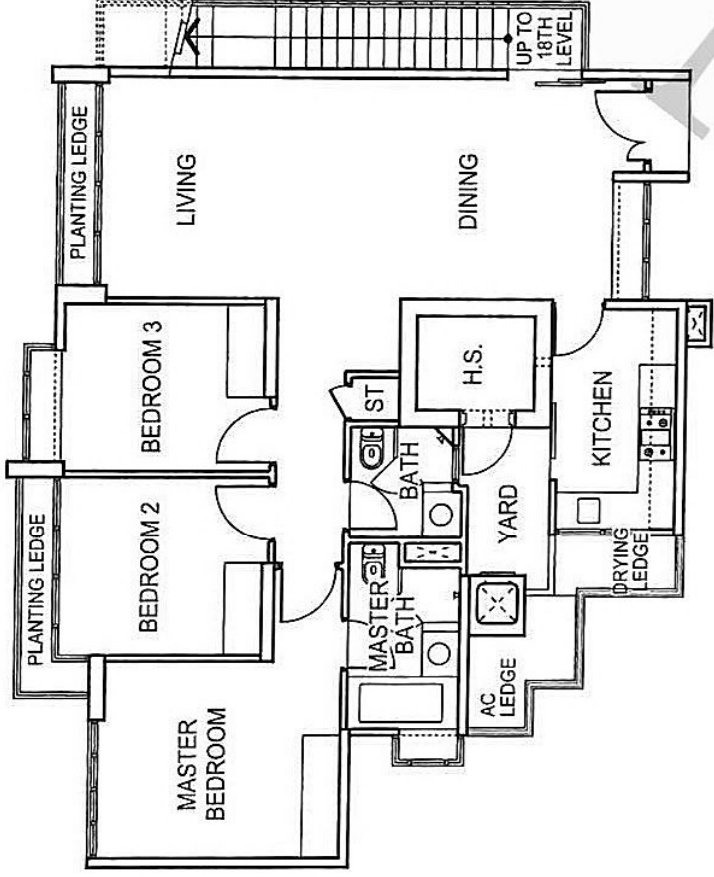 PLANTING LEDGE
PLANTING LEDGE
BEDROOM 2
BEDROOM 3
LIVING
MASTER
BEDROOM
DINING
UP TO
18TH
LEVEL
MASTER
BATH
BATH
ST
H.S.
AC
LEDGE
YARD
KITCHEN
DRYING
LEDGE